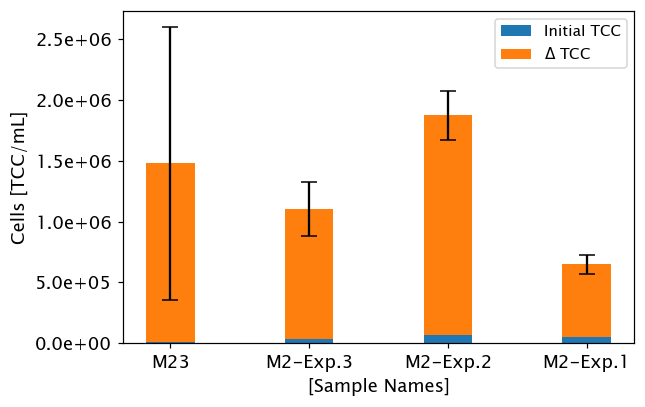 Initial TCC
Δ TCC
Cells [TCC/mL]
2.5e+06
2.0e+06
1.5e+06
1.0e+06
5.0e+05
0.0e+00
M23 M2-Exp.3 M2-Exp.2 M2-Exp.1
[Sample Names]